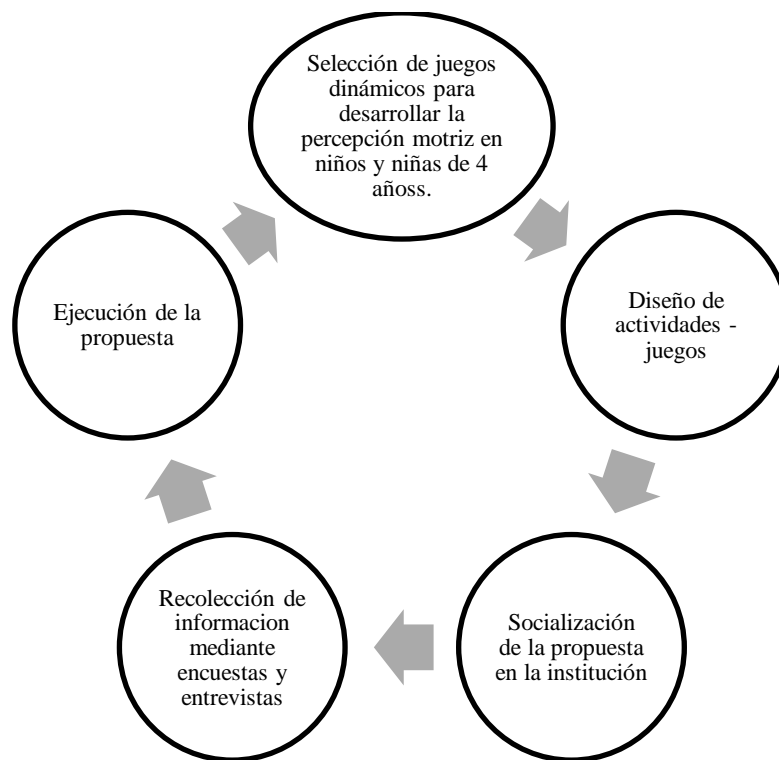 Selección de juegos
dinámicos para
desarrollar la
percepción motriz en
niños y niñas de 4
añoss.
Diseño de
actividades -
juegos
Socialización
de la propuesta
en la institución
Recolección de
informacion
mediante
encuestas y
entrevistas
Ejecución de la
propuesta